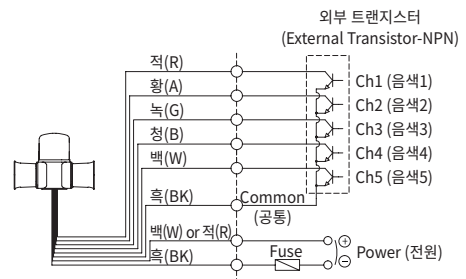 외부 트랜지스터
(External Transistor-NPN)
적(R)
황(A)
녹(G)
청(B)
백(W)
흑(BK)
백(W) or 적(R)
흑(BK)
Ch1 (음색1)
Ch2 (음색2)
Ch3 (음색3)
Ch4 (음색4)
Ch5 (음색5)
Common
(공통)
Fuse
⊕
⊖
Power (전원)